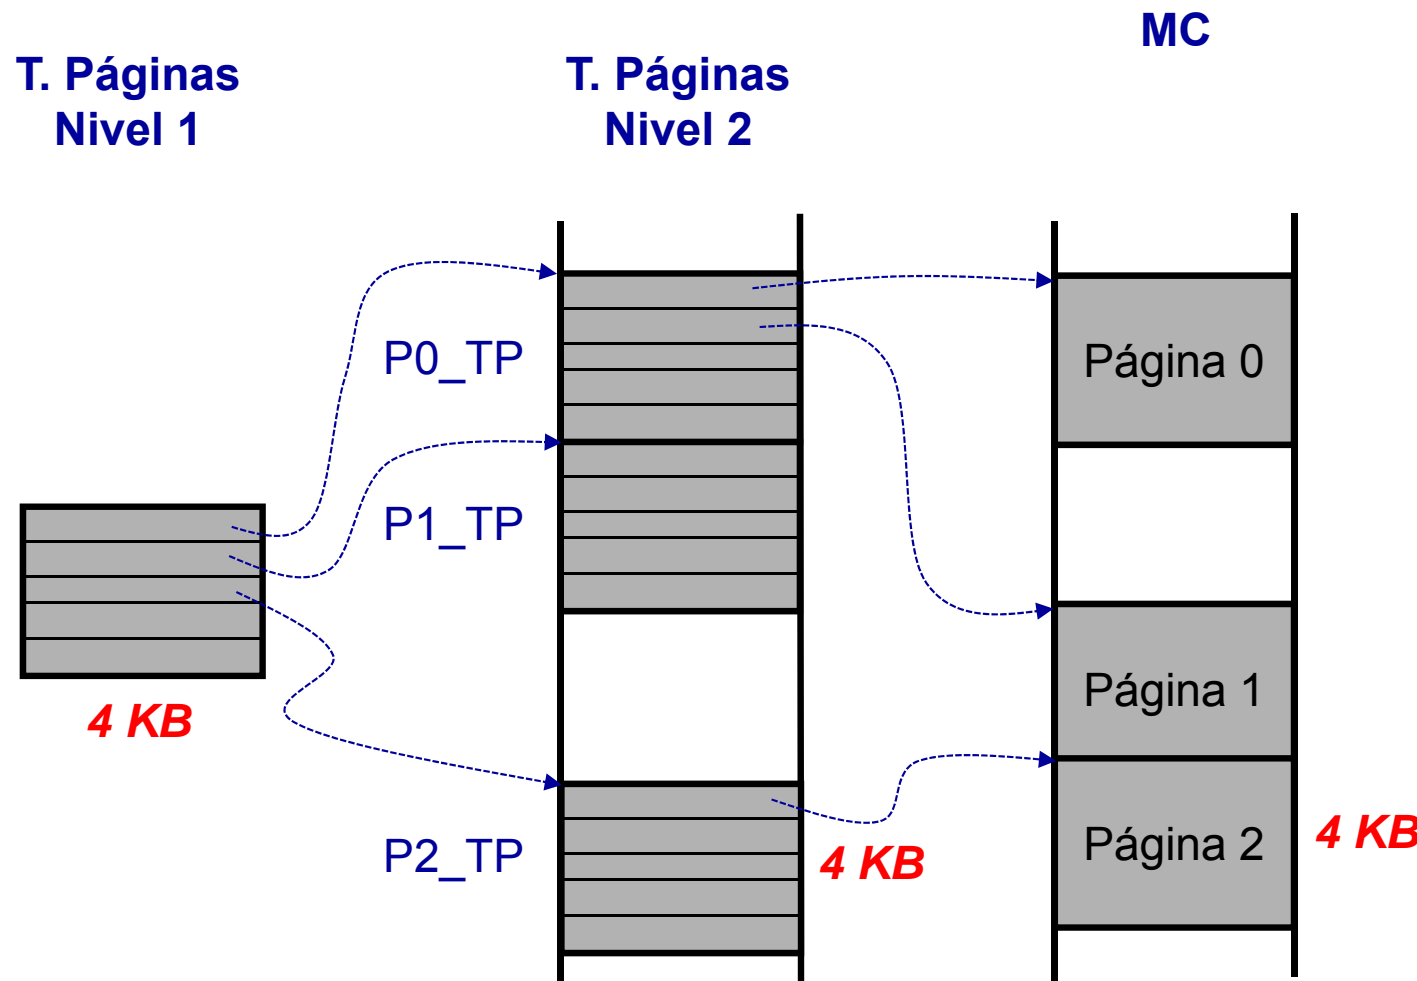 T. Páginas
Nivel 1
T. Páginas
Nivel 2
MC
P0_TP
P1_TP
P2_TP
4 KB
4 KB
Página 0
Página 1
Página 2
4 KB